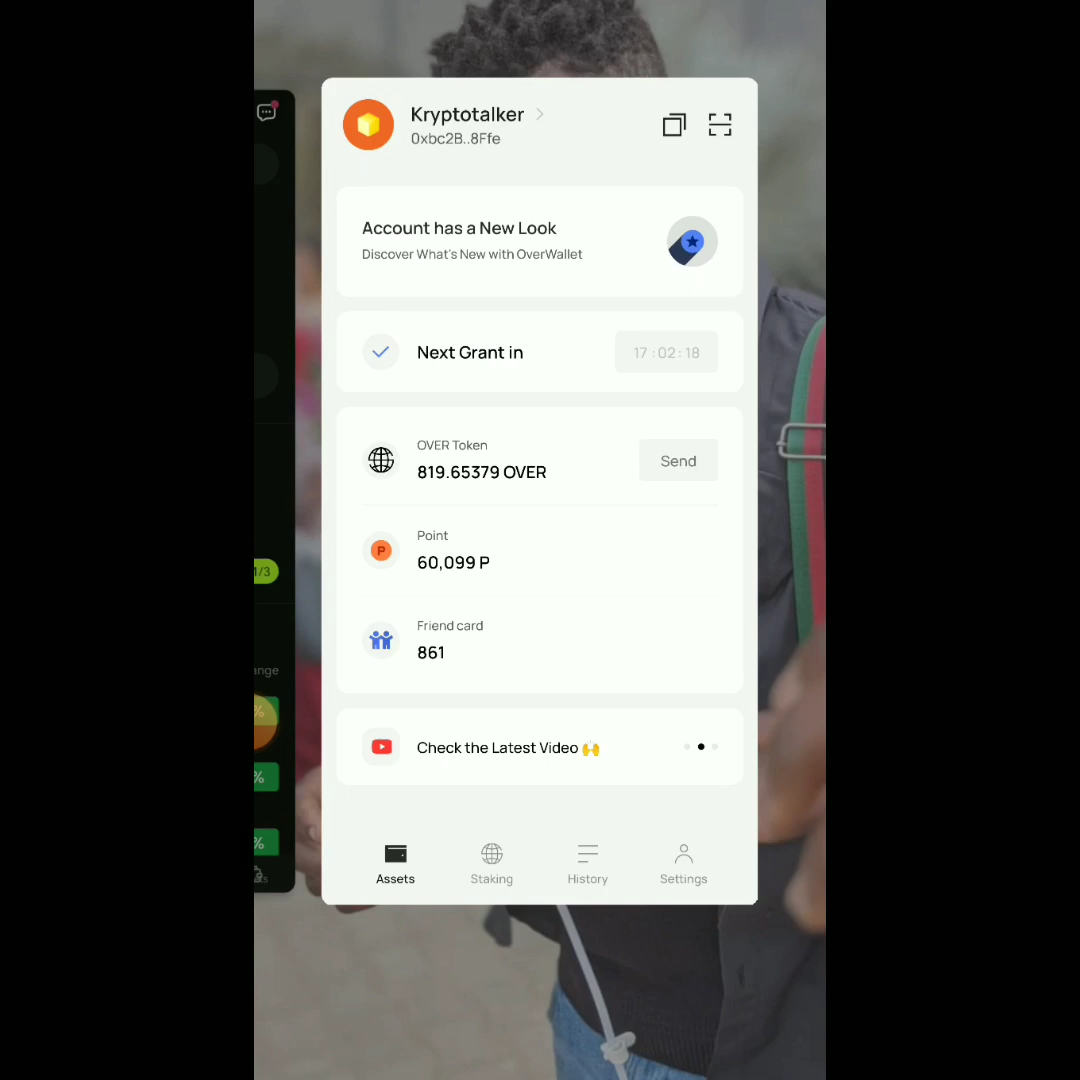 Kryptotalker
0xbc2B..8Ffe
Account has a New Look
Discover What's New with OverWallet
Next Grant in
17 : 02 : 18
OVER Token
819.65379 OVER
Send
Point
P
60,099 P
Friend card
861
Check the Latest Video 🙌
Assets
Staking
History
Settings
1/3
%
%
%